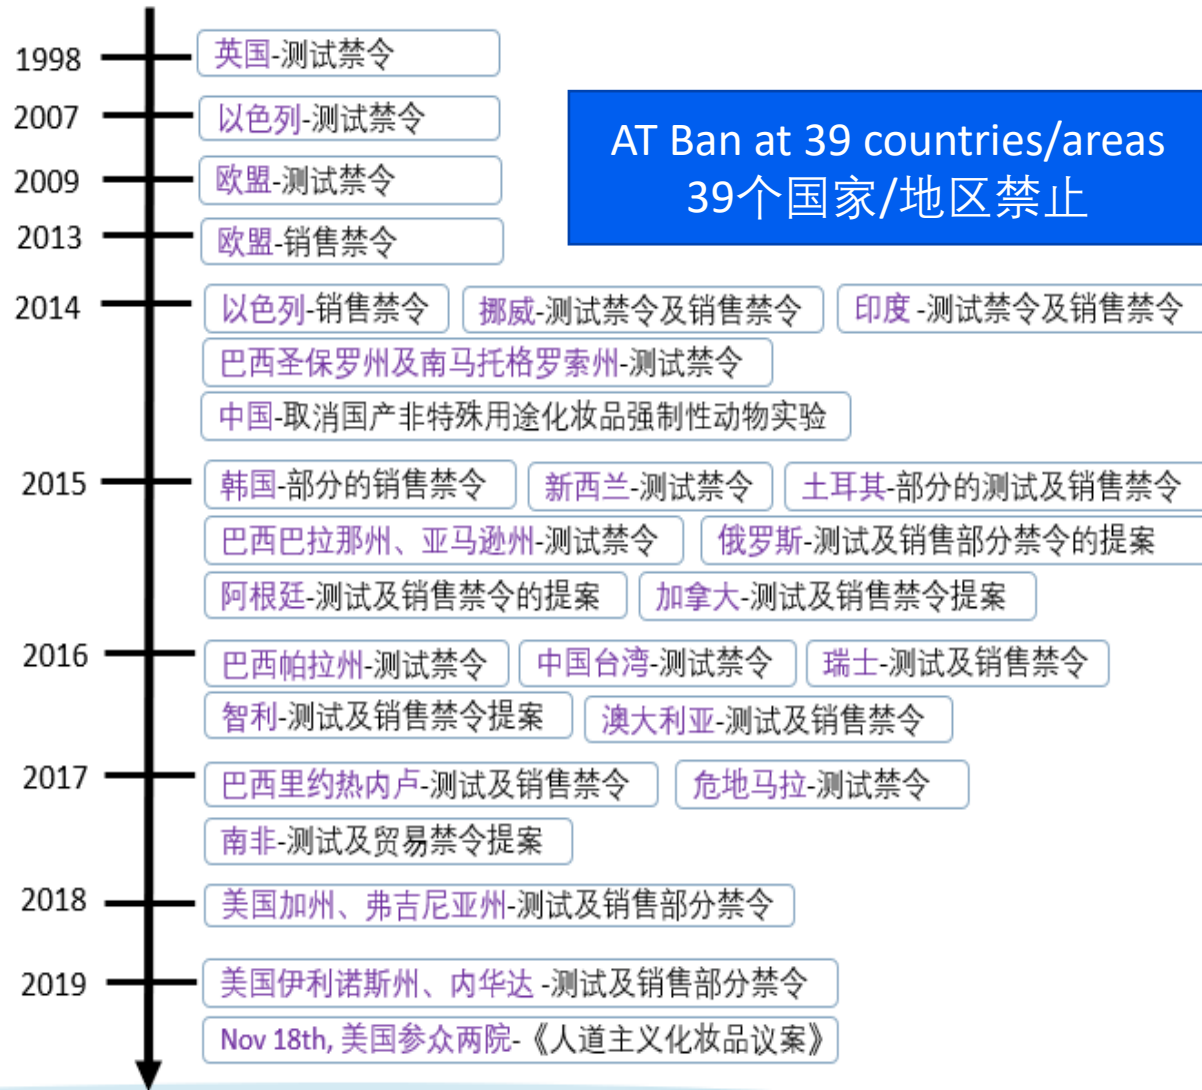 1998
英国-测试禁令
2007
以色列-测试禁令
AT Ban at 39 countries/areas
39个国家/地区禁止
2009
欧盟-测试禁令
2013
欧盟-销售禁令
2014
以色列-销售禁令 挪威-测试禁令及销售禁令 印度 -测试禁令及销售禁令
巴西圣保罗州及南马托格罗索州-测试禁令
中国-取消国产非特殊用途化妆品强制性动物实验
2015
韩国-部分的销售禁令 新西兰-测试禁令 土耳其-部分的测试及销售禁令
巴西巴拉那州、亚马逊州-测试禁令 俄罗斯-测试及销售部分禁令的提案
阿根廷-测试及销售禁令的提案 加拿大-测试及销售禁令提案
2016
巴西帕拉州-测试禁令 中国台湾-测试禁令 瑞士-测试及销售禁令
智利-测试及销售禁令提案 澳大利亚-测试及销售禁令
2017
巴西里约热内卢-测试及销售禁令 危地马拉-测试禁令
南非-测试及贸易禁令提案
2018
美国加州、弗吉尼亚州-测试及销售部分禁令
2019
美国伊利诺斯州、内华达 -测试及销售部分禁令
Nov 18th, 美国参众两院-《人道主义化妆品议案》